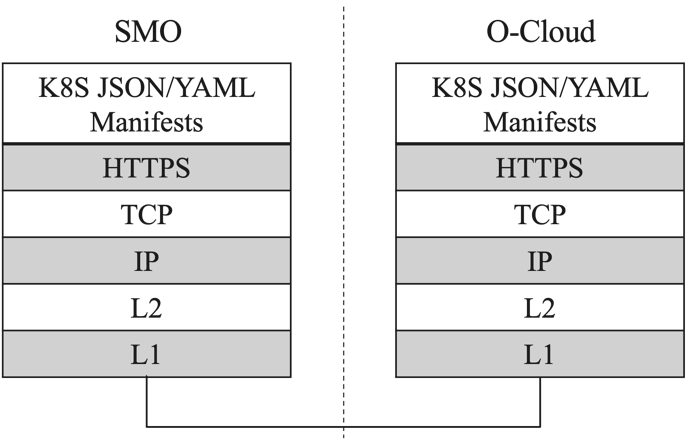 SMO
K8S JSON/YAML
Manifests
HTTPS
TCP
IP
L2
L1
O-Cloud
K8S JSON/YAML
Manifests
HTTPS
TCP
IP
L2
L1